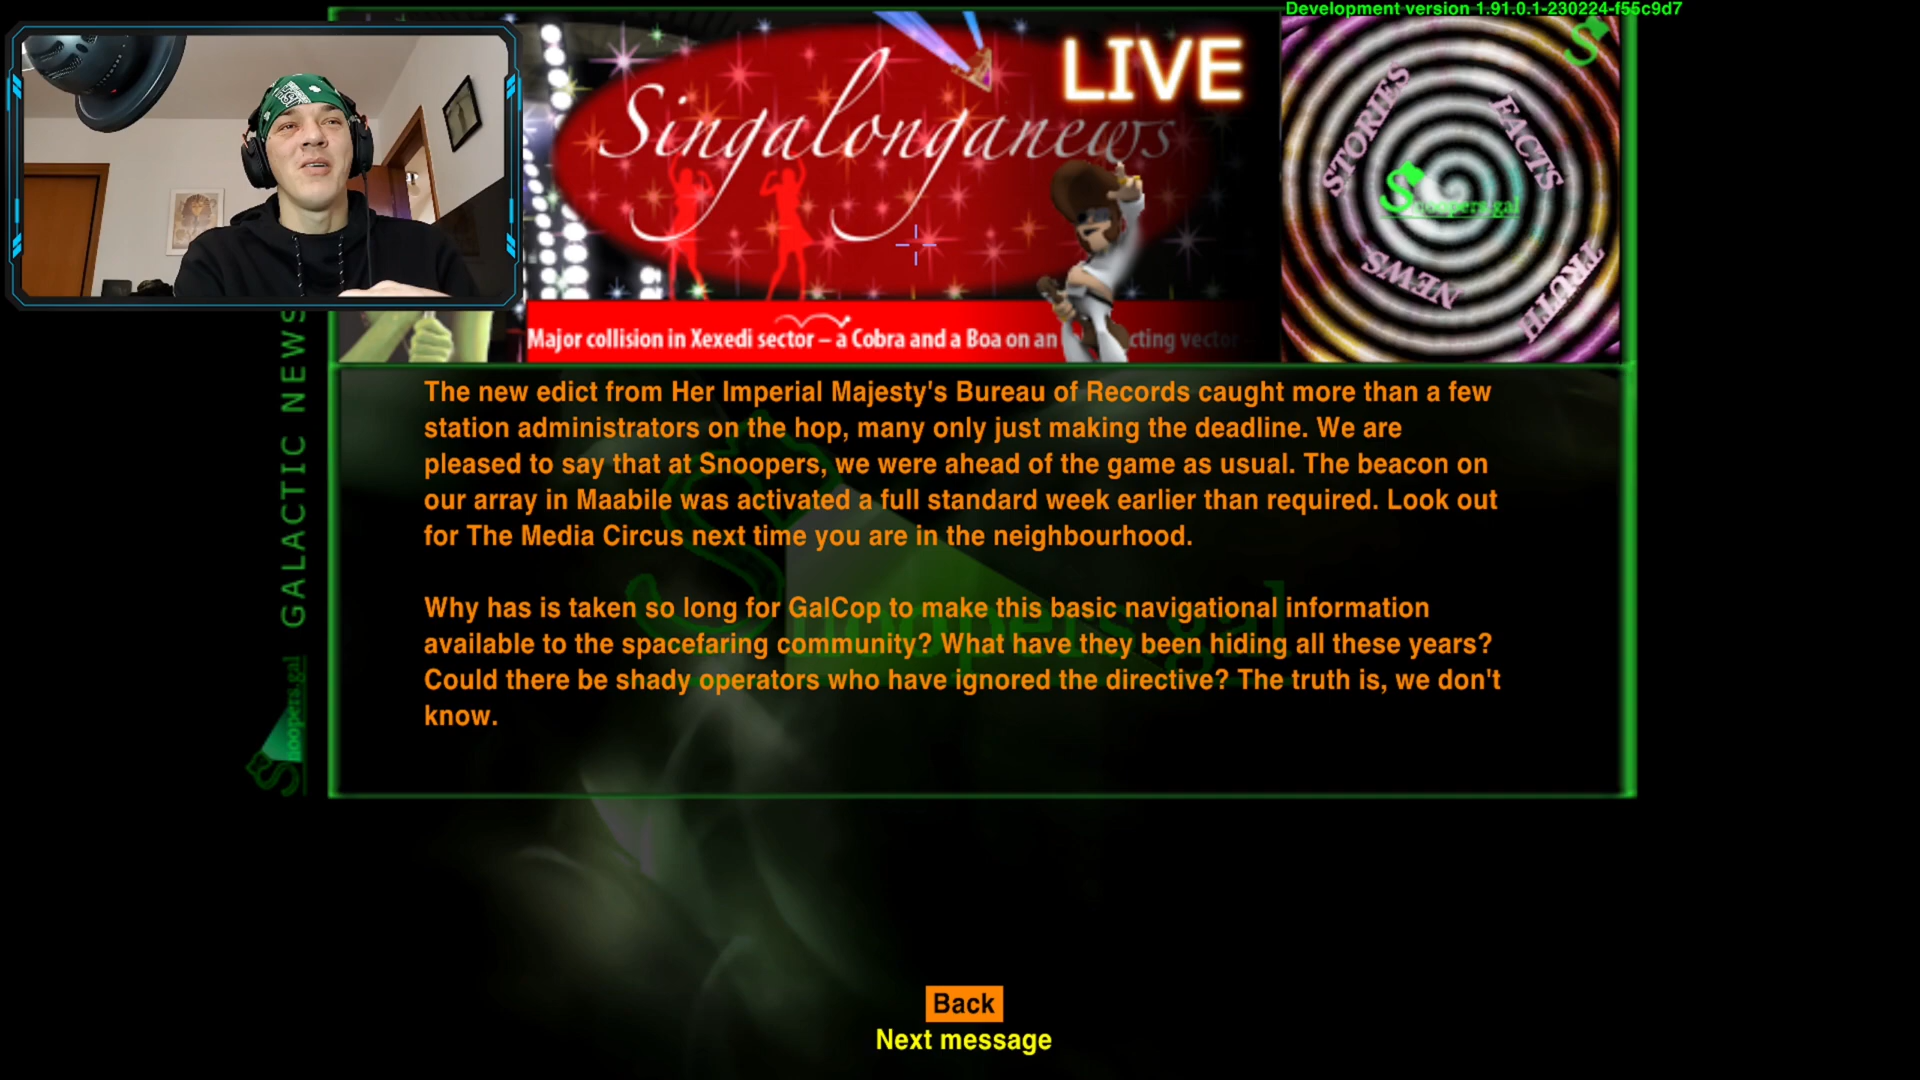 Development version 1.91.0.1-230224-f55c9d7
LIVE
Singalonganews
STORIES
FACTS
Snoopers.gal
NEWS
TRUTH
Major collision in Xexedi sector – a Cobra and a Boa on an
cting vector
GALACTIC NEWS
Snoopers.gal
The new edict from Her Imperial Majesty's Bureau of Records caught more than a few
station administrators on the hop, many only just making the deadline. We are
pleased to say that at Snoopers, we were ahead of the game as usual. The beacon on
our array in Maabile was activated a full standard week earlier than required. Look out
for The Media Circus next time you are in the neighbourhood.
Why has is taken so long for GalCop to make this basic navigational information
available to the spacefaring community? What have they been hiding all these years?
Could there be shady operators who have ignored the directive? The truth is, we don't
know.
Snoopers.gal
Back
Next message